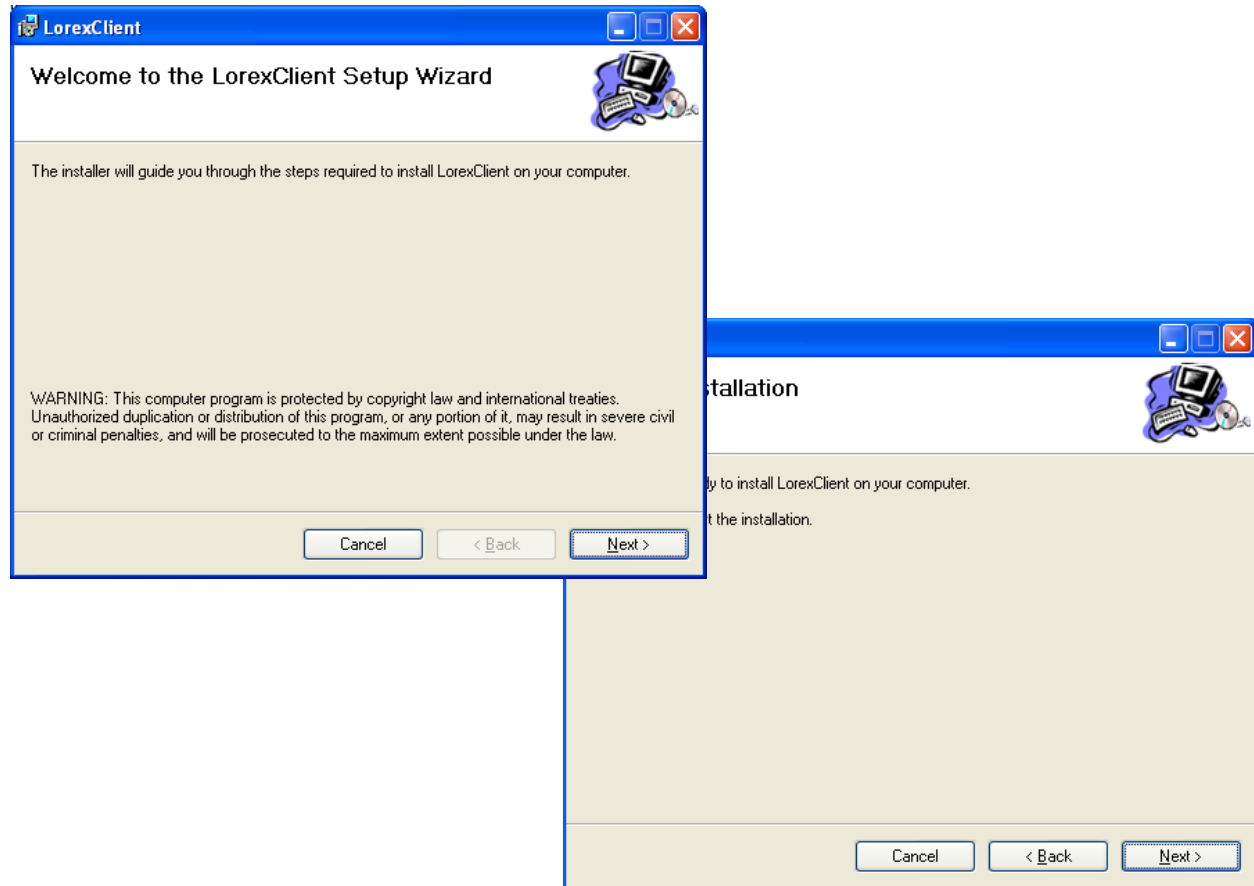 LorexClient
Welcome to the LorexClient Setup Wizard
The installer will guide you through the steps required to install LorexClient on your computer.
WARNING: This computer program is protected by copyright law and international treaties.
Unauthorized duplication or distribution of this program, or any portion of it, may result in severe civil
or criminal penalties, and will be prosecuted to the maximum extent possible under the law.
Cancel
< Back
Next >
stallation
y to install LorexClient on your computer.
t the installation.
Cancel
< Back
Next >